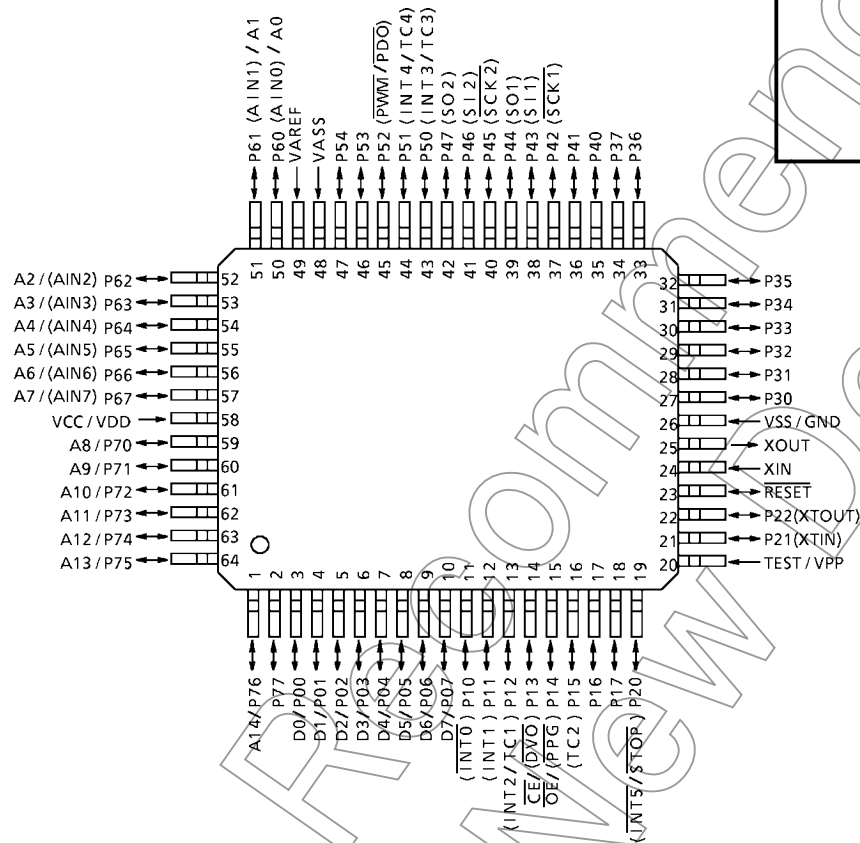 P61 (AIN1) / A1
P60 (AIN0) / A0
VAREF
VASS
P54
P53
P52 (PWM/PDO)
P51 (INT4/TC4)
P50 (INT3/TC3)
P47 (SO2)
P46 (SI2)
P45 (SCK2)
P44 (SO1)
P43 (SI1)
P42 (SCK1)
P41
P40
P37
P36
51 50 49 48 47 46 45 44 43 42 41 40 39 38 37 36 35 34 33
A2 / (AIN2) P62 52
A3 / (AIN3) P63 53
A4 / (AIN4) P64 54
A5 / (AIN5) P65 55
A6 / (AIN6) P66 56
A7 / (AIN7) P67 57
VCC / VDD 58
A8 / P70 59
A9 / P71 60
A10 / P72 61
A11 / P73 62
A12 / P74 63
A13 / P75 64
32 P35
31 P34
30 P33
29 P32
28 P31
27 P30
26 VSS / GND
25 XOUT
24 XIN
23 RESET
22 P22(XTOUT)
21 P21(XTIN)
20 TEST / VPP
1 2 3 4 5 6 7 8 9 10 11 12 13 14 15 16 17 18 19
A14/P76
P77
D0/P00
D1/P01
D2/P02
D3/P03
D4/P04
D5/P05
D6/P06
D7/P07
(INT0) P10
(INT1) P11
(INT2/TC1) P12
CE/(DVO) P13
OE/(PPG) P14
(TC2) P15
P16
P17
(INT5/STOP) P20
Recommen
New D